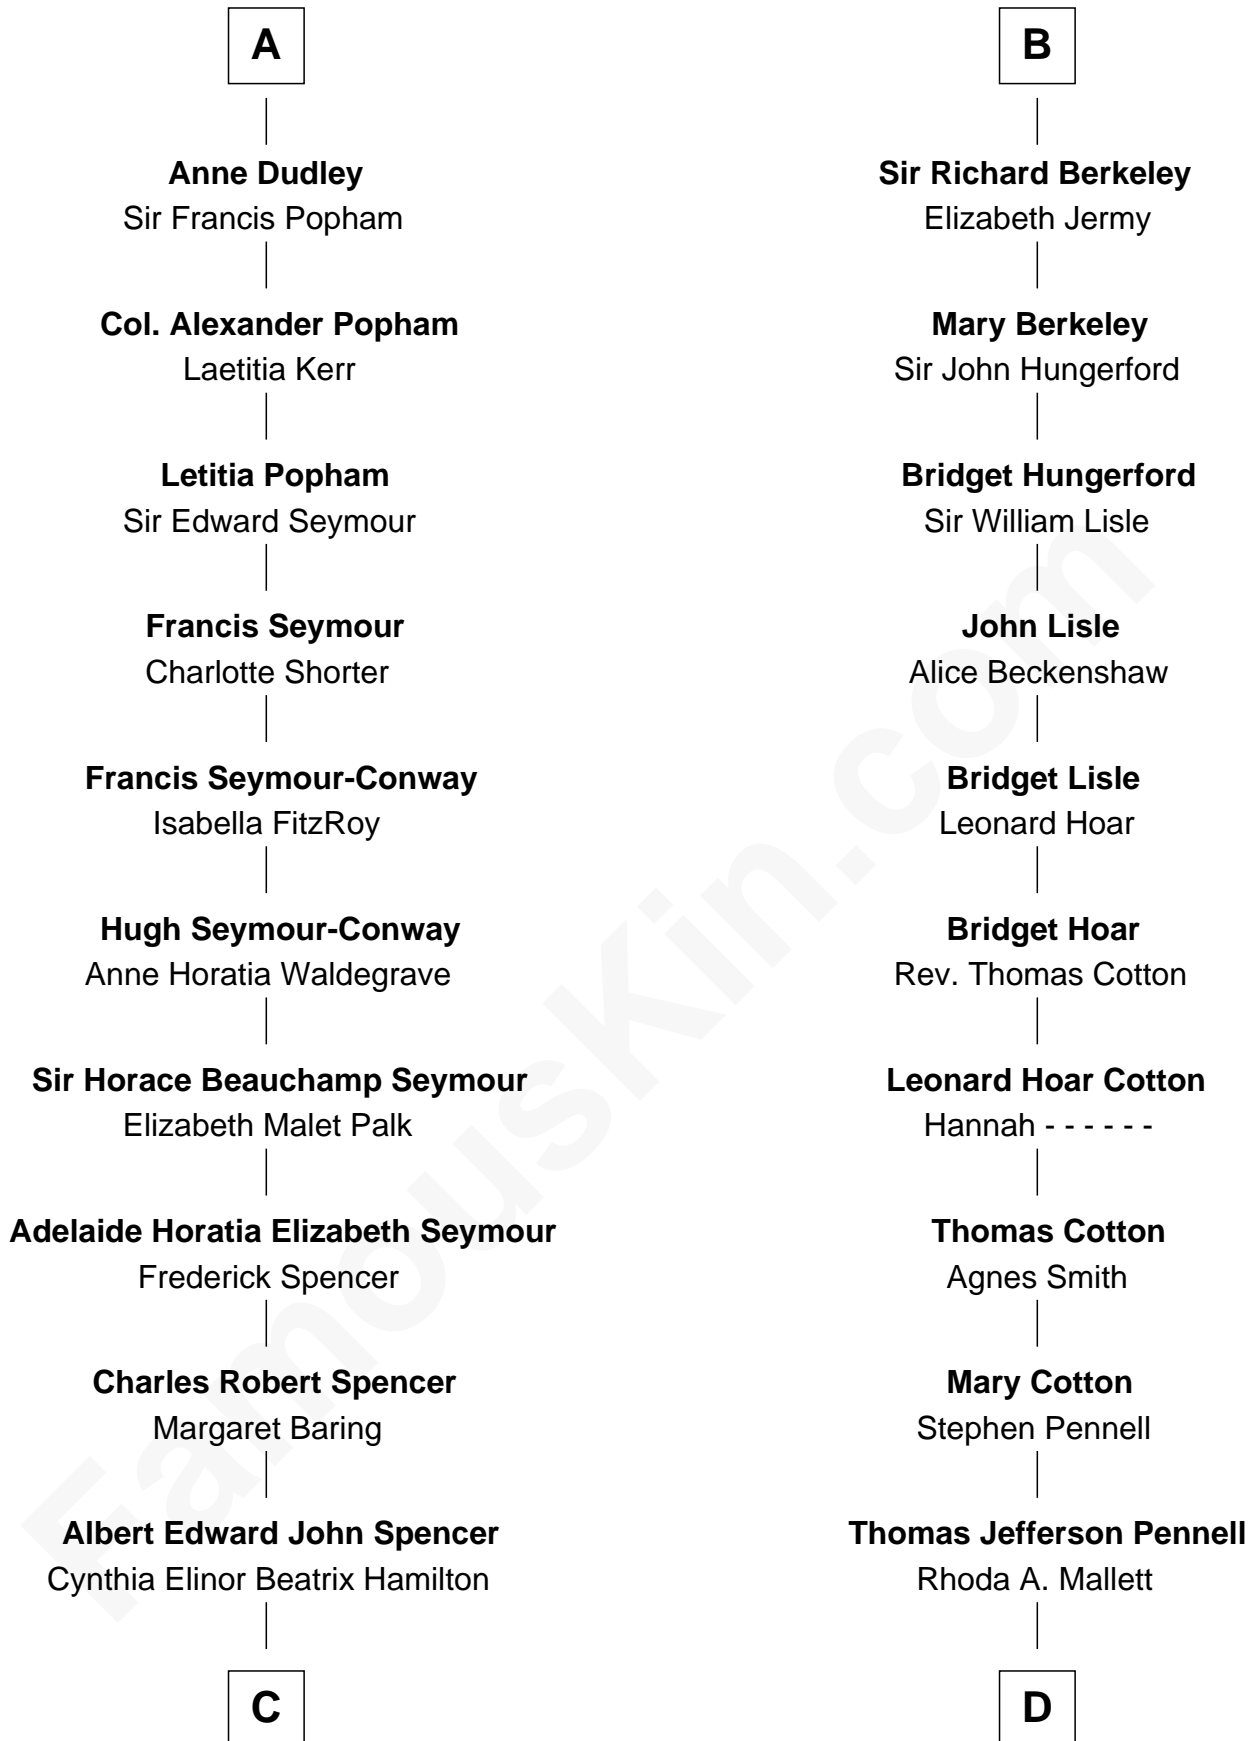 A
Anne Dudley
Sir Francis Popham
Col. Alexander Popham
Laetitia Kerr
Letitia Popham
Sir Edward Seymour
Francis Seymour
Charlotte Shorter
Francis Seymour-Conway
Isabella FitzRoy
Hugh Seymour-Conway
Anne Horatia Waldegrave
Sir Horace Beauchamp Seymour
Elizabeth Malet Palk
Adelaide Horatia Elizabeth Seymour
Frederick Spencer
Charles Robert Spencer
Margaret Baring
Albert Edward John Spencer
Cynthia Elinor Beatrix Hamilton
C
B
Sir Richard Berkeley
Elizabeth Jermy
Mary Berkeley
Sir John Hungerford
Bridget Hungerford
Sir William Lisle
John Lisle
Alice Beckenshaw
Bridget Lisle
Leonard Hoar
Bridget Hoar
Rev. Thomas Cotton
Leonard Hoar Cotton
Hannah - - - - - -
Thomas Cotton
Agnes Smith
Mary Cotton
Stephen Pennell
Thomas Jefferson Pennell
Rhoda A. Mallett
D
FamousKin.com